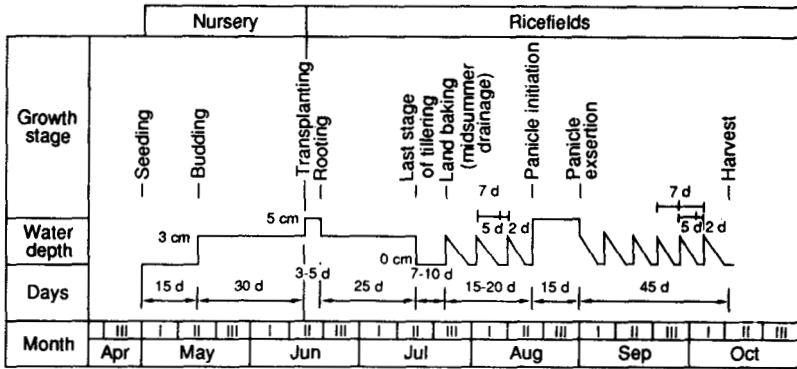 Nursery
Ricefields
Growth
stage
Seeding
Budding
Transplanting
Rooting
Last stage
of tillering
Land baking
(midsummer
drainage)
Panicle initiation
Panicle
exsertion
Harvest
7 d
7 d
5 d 2 d
5 d 2 d
Water
depth
3 cm
5 cm
0 cm
Days
15 d
30 d
3-5 d
25 d
7-10 d
15-20 d
15 d
45 d
Month
III I II III I II III I II III I II III I II III I II III
Apr May Jun Jul Aug Sep Oct